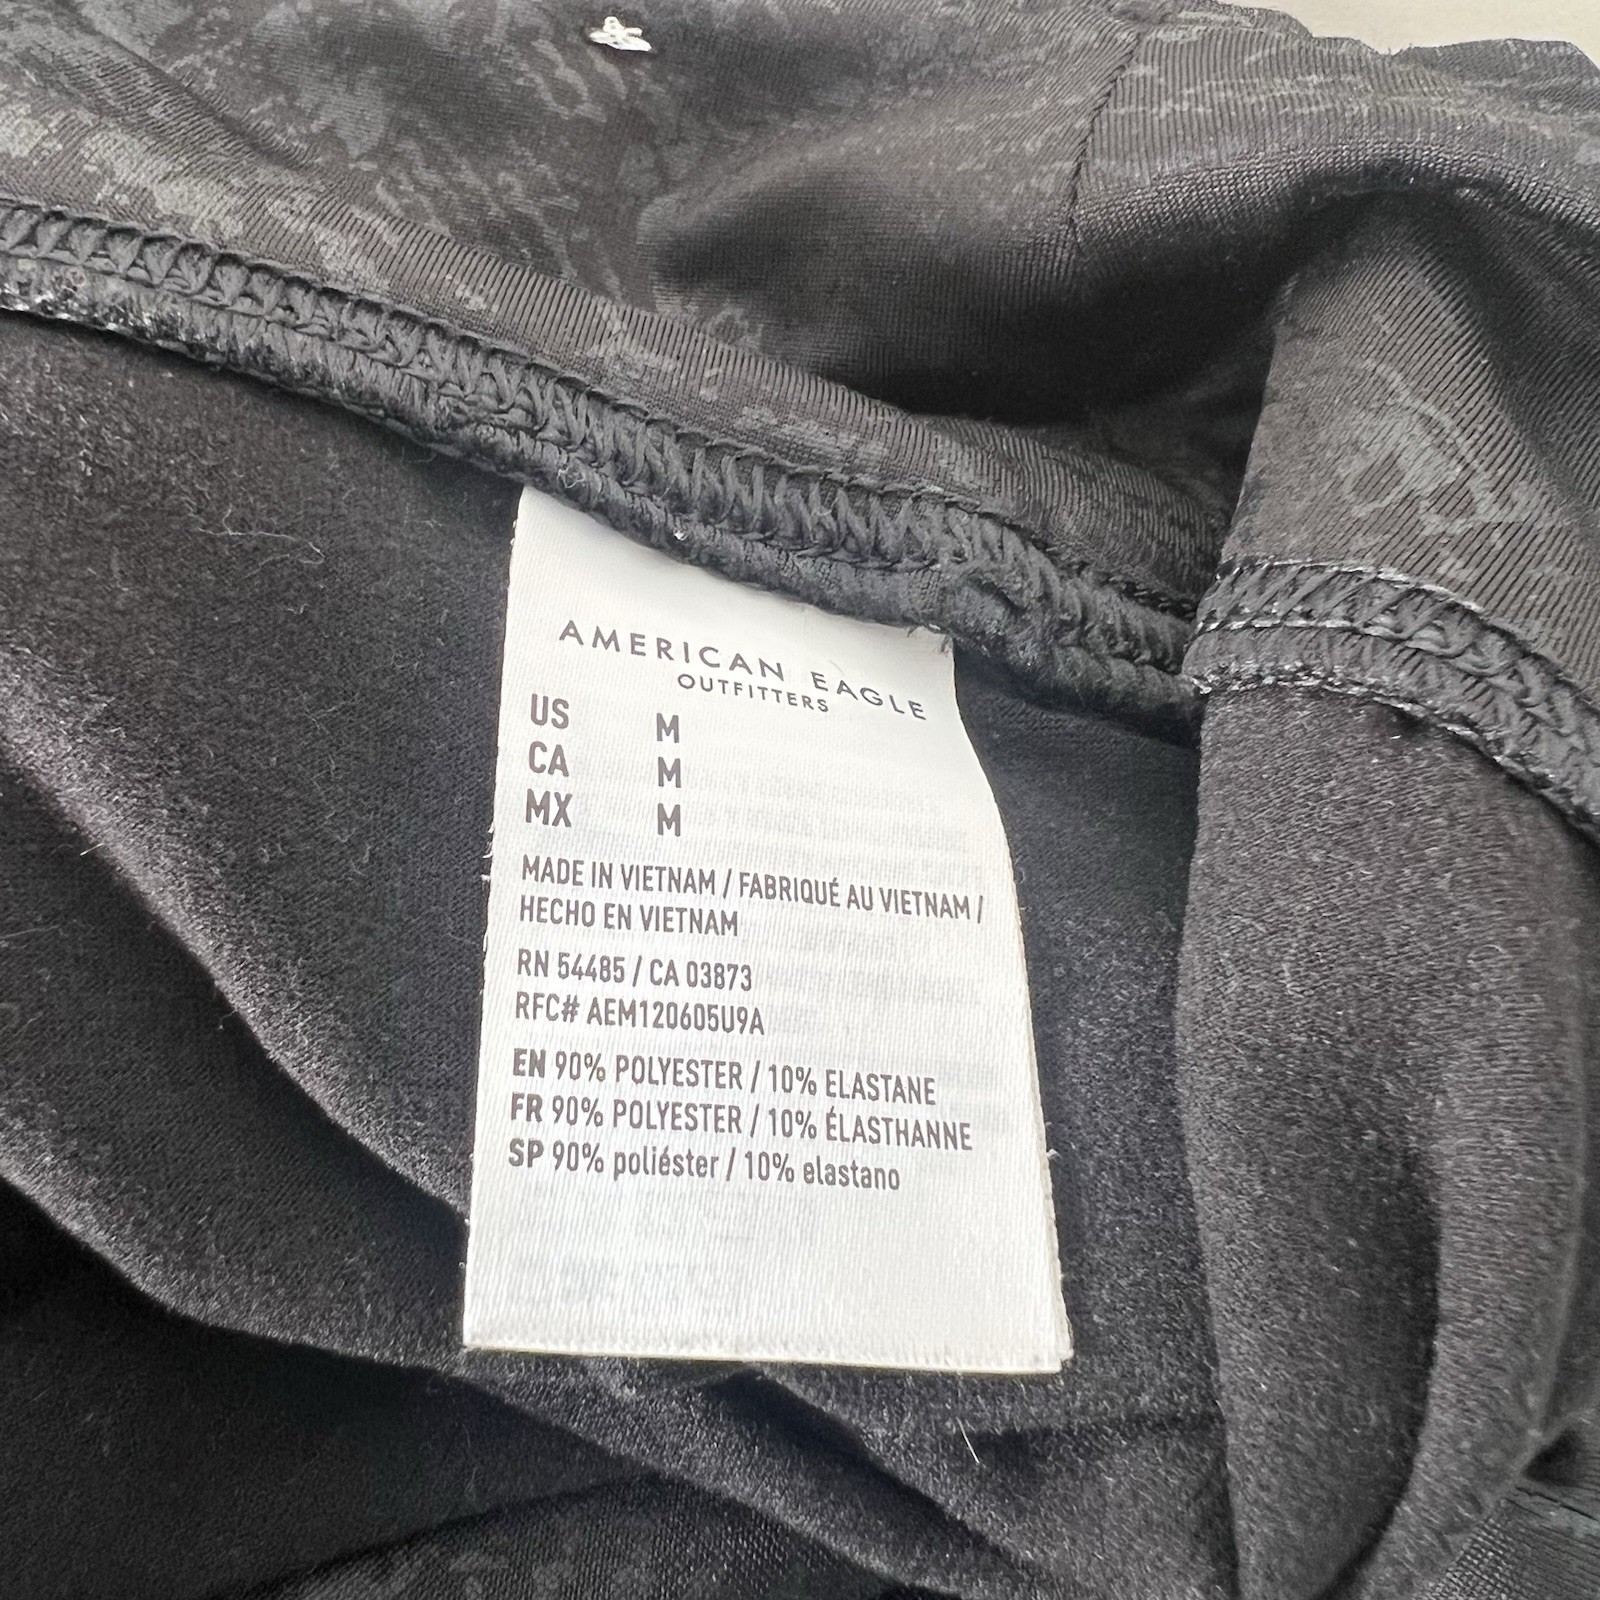 AMERICAN EAGLE
OUTFITTERS
US M
CA M
MX M
MADE IN VIETNAM / FABRIQUÉ AU VIETNAM /
HECHO EN VIETNAM
RN 54485 / CA 03873
RFC# AEM120605U9A
EN 90% POLYESTER / 10% ELASTANE
FR 90% POLYESTER / 10% ÉLASTHANNE
SP 90% poliéster / 10% elastano